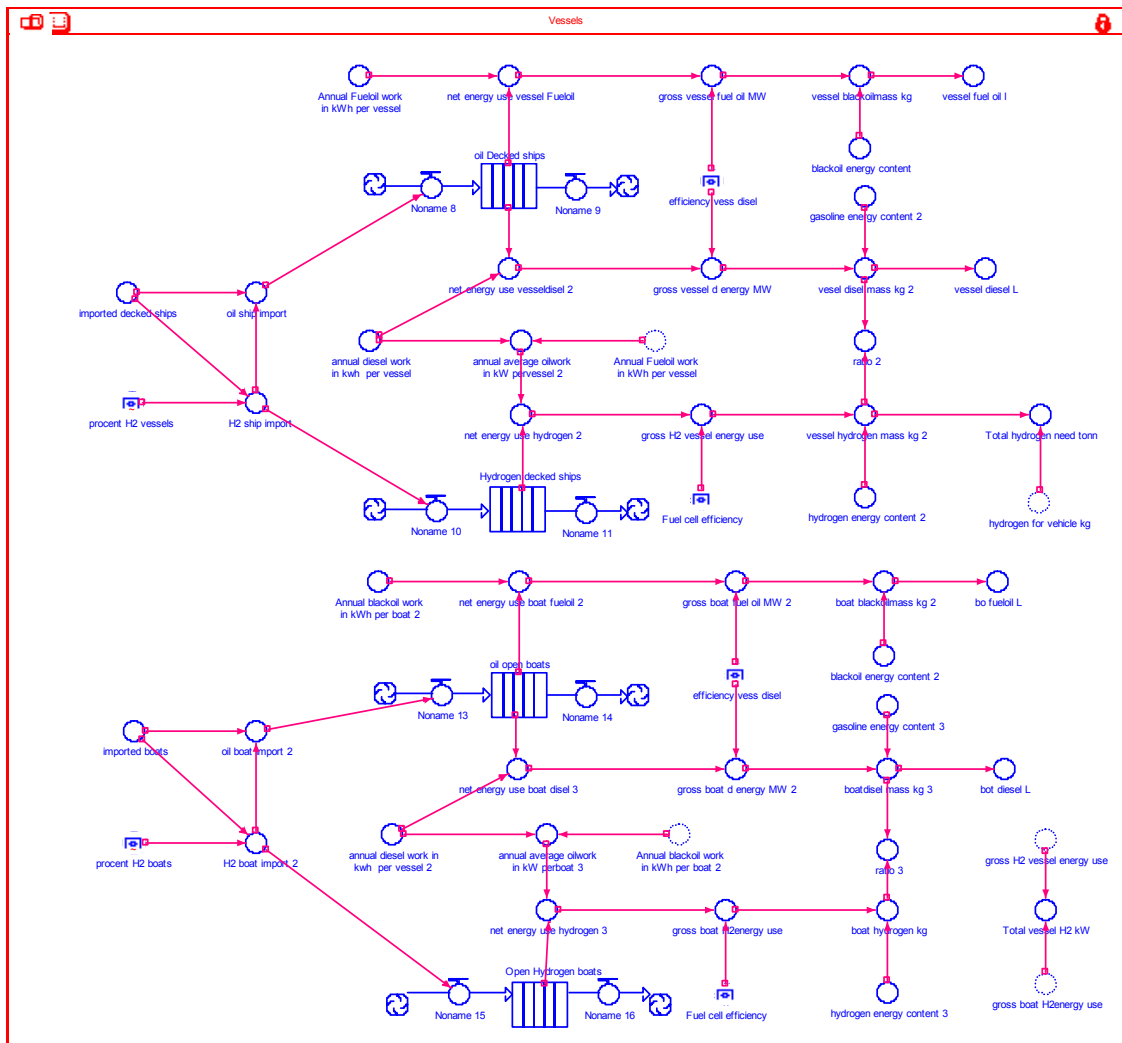 Vessels
Annual Fueloil work
in kWh per vessel
net energy use vessel Fueloil
gross vessel fuel oil MW
vessel blackoilmass kg
vessel fuel oil l
oil Decked ships
blackoil energy content
Noname 8
Noname 9
efficiency vess disel
gasoline energy content 2
net energy use vesseldisel 2
gross vessel d energy MW
vesel disel mass kg 2
vessel diesel L
imported decked ships
oil ship import
annual diesel work
in kwh per vessel
annual average oilwork
in kW pervessel 2
Annual Fueloil work
in kWh per vessel
ratio 2
procent H2 vessels
H2 ship import
net energy use hydrogen 2
gross H2 vessel energy use
vessel hydrogen mass kg 2
Total hydrogen need tonn
Hydrogen decked ships
Noname 10
Noname 11
Fuel cell efficiency
hydrogen energy content 2
hydrogen for vehicle kg
Annual blackoil work
in kWh per boat 2
net energy use boat fueloil 2
gross boat fuel oil MW 2
boat blackoilmass kg 2
bo fueloil L
oil open boats
blackoil energy content 2
Noname 13
Noname 14
efficiency vess disel
gasoline energy content 3
imported boats
oil boat import 2
net energy use boat disel 3
gross boat d energy MW 2
boatdisel mass kg 3
bot diesel L
procent H2 boats
H2 boat import 2
annual diesel work in
kwh per vessel 2
annual average oilwork
in kW perboat 3
Annual blackoil work
in kWh per boat 2
ratio 3
gross H2 vessel energy use
net energy use hydrogen 3
gross boat H2energy use
boat hydrogen kg
Total vessel H2 kW
Open Hydrogen boats
Noname 15
Noname 16
Fuel cell efficiency
hydrogen energy content 3
gross boat H2energy use